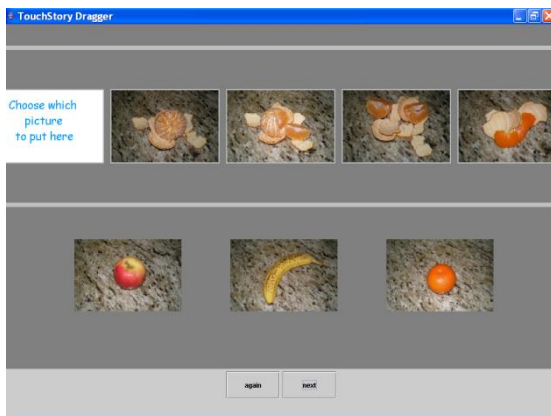 TouchStory Dragger
Choose which
picture
to put here
again
next